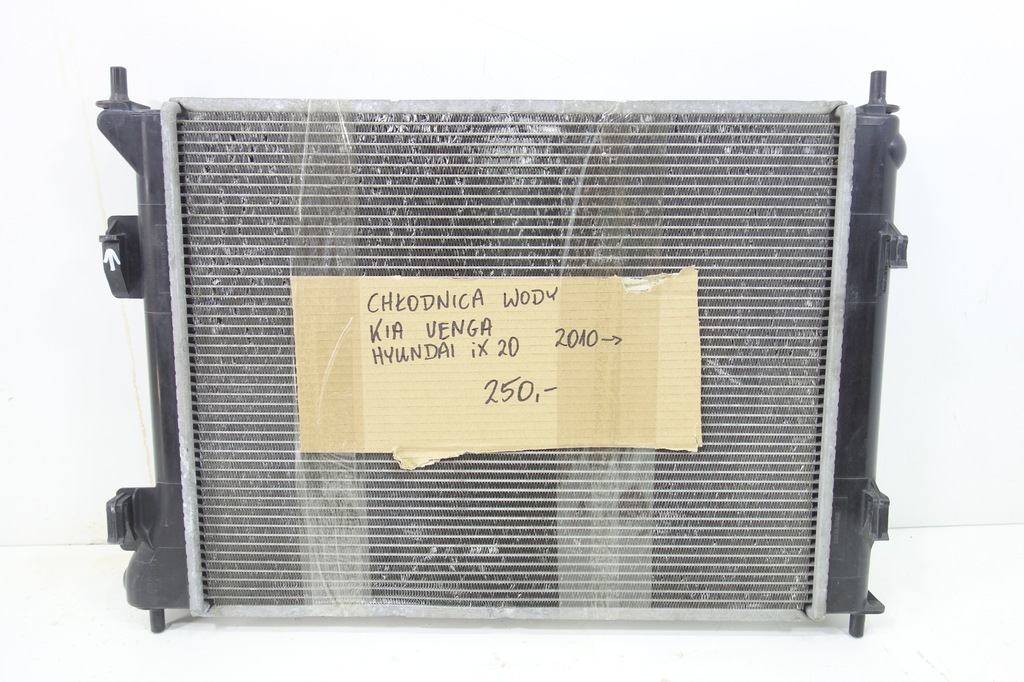 CHŁODNICA WODY
KIA VENGA
HYUNDAI iX 20 2010→
250,-